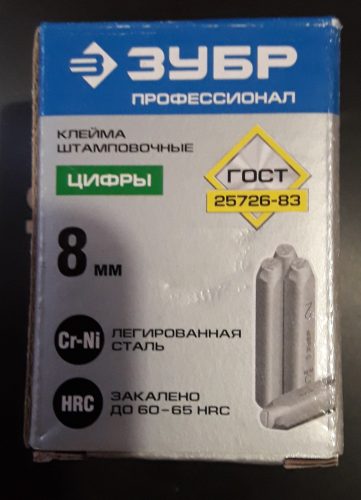 ЗУБР
ПРОФЕССИОНАЛ
КЛЕЙМА
ШТАМПОВОЧНЫЕ
ЦИФРЫ
ГОСТ
25726-83
8 мм
Cr-Ni
ЛЕГИРОВАННАЯ
СТАЛЬ
HRC
ЗАКАЛЕНО
ДО 60-65 HRC